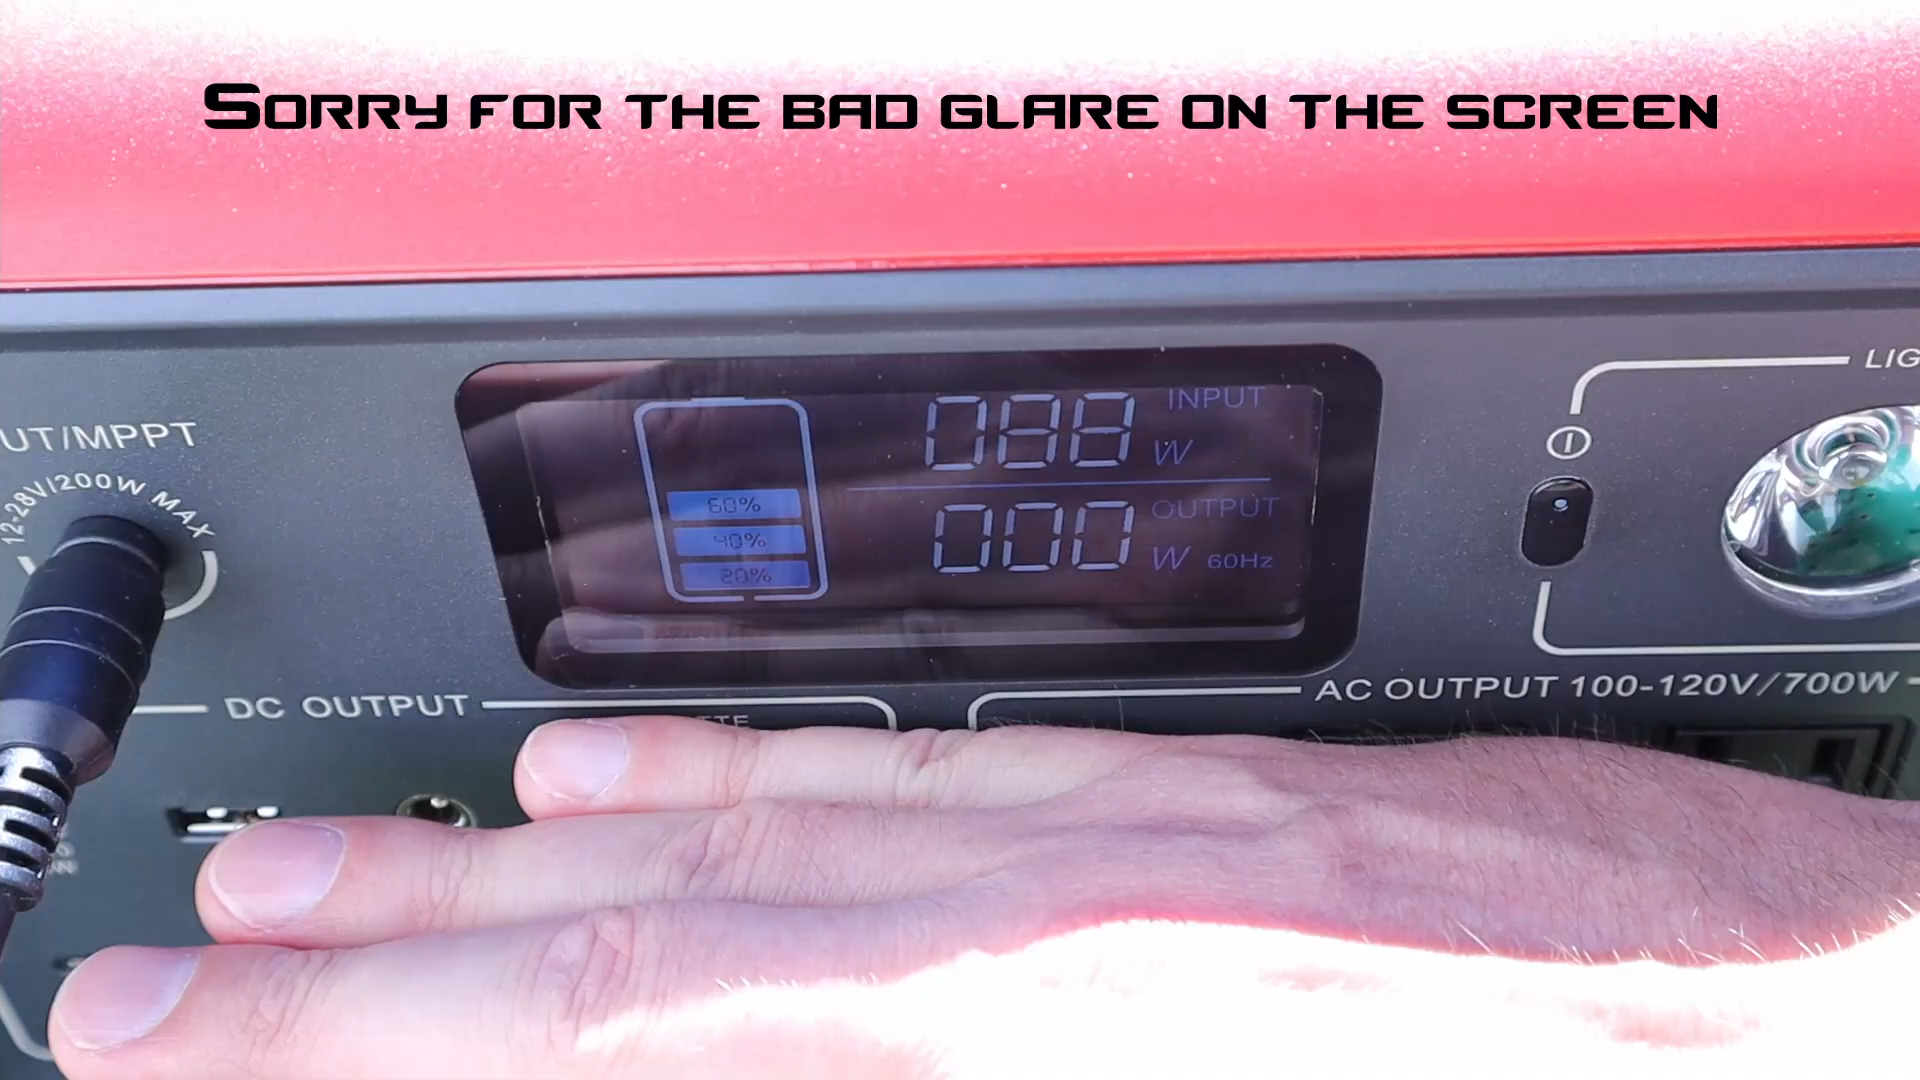 SORRY FOR THE BAD GLARE ON THE SCREEN
UT/MPPT
12-28V/200W MAX
60%
40%
20%
088 W INPUT
000 W OUTPUT
60Hz
LIG
DC OUTPUT
AC OUTPUT 100-120V/700W